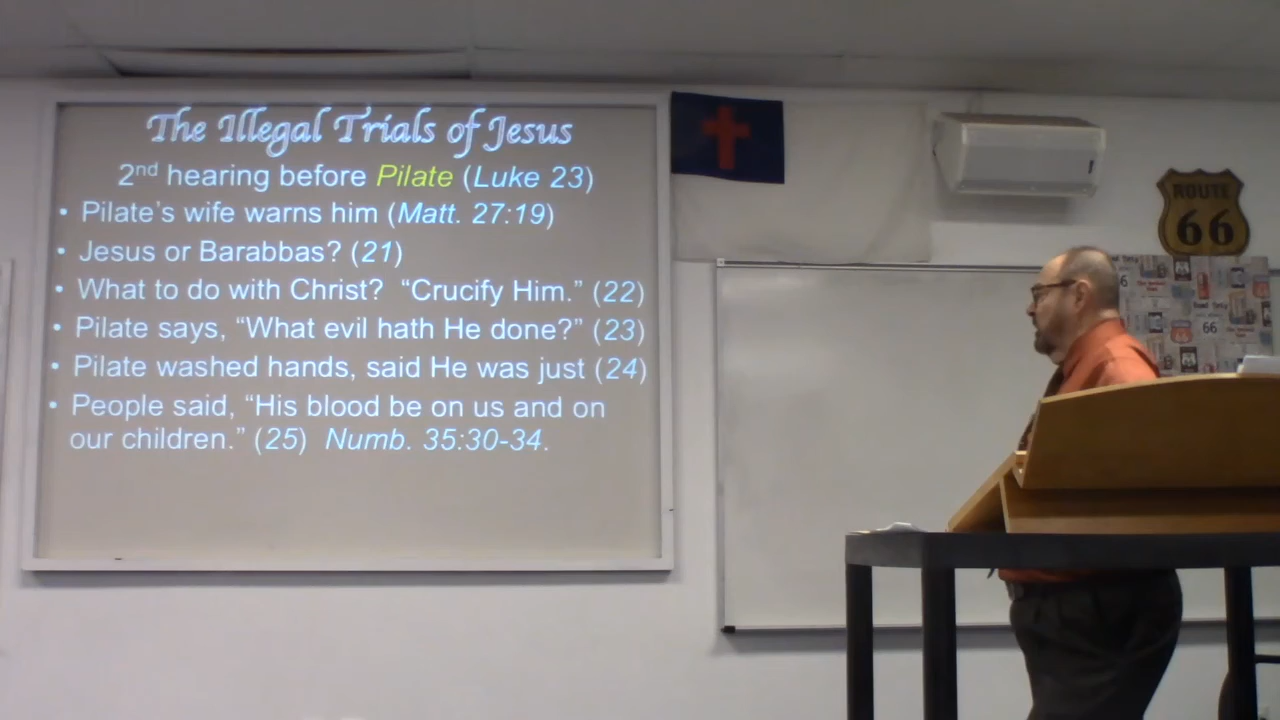 The Illegal Trials of Jesus
2nd hearing before Pilate (Luke 23)
• Pilate's wife warns him (Matt. 27:19)
• Jesus or Barabbas? (21)
• What to do with Christ? “Crucify Him.” (22)
• Pilate says, “What evil hath He done?” (23)
• Pilate washed hands, said He was just (24)
• People said, “His blood be on us and on
our children.” (25) Numb. 35:30-34.
ROUTE
66
66